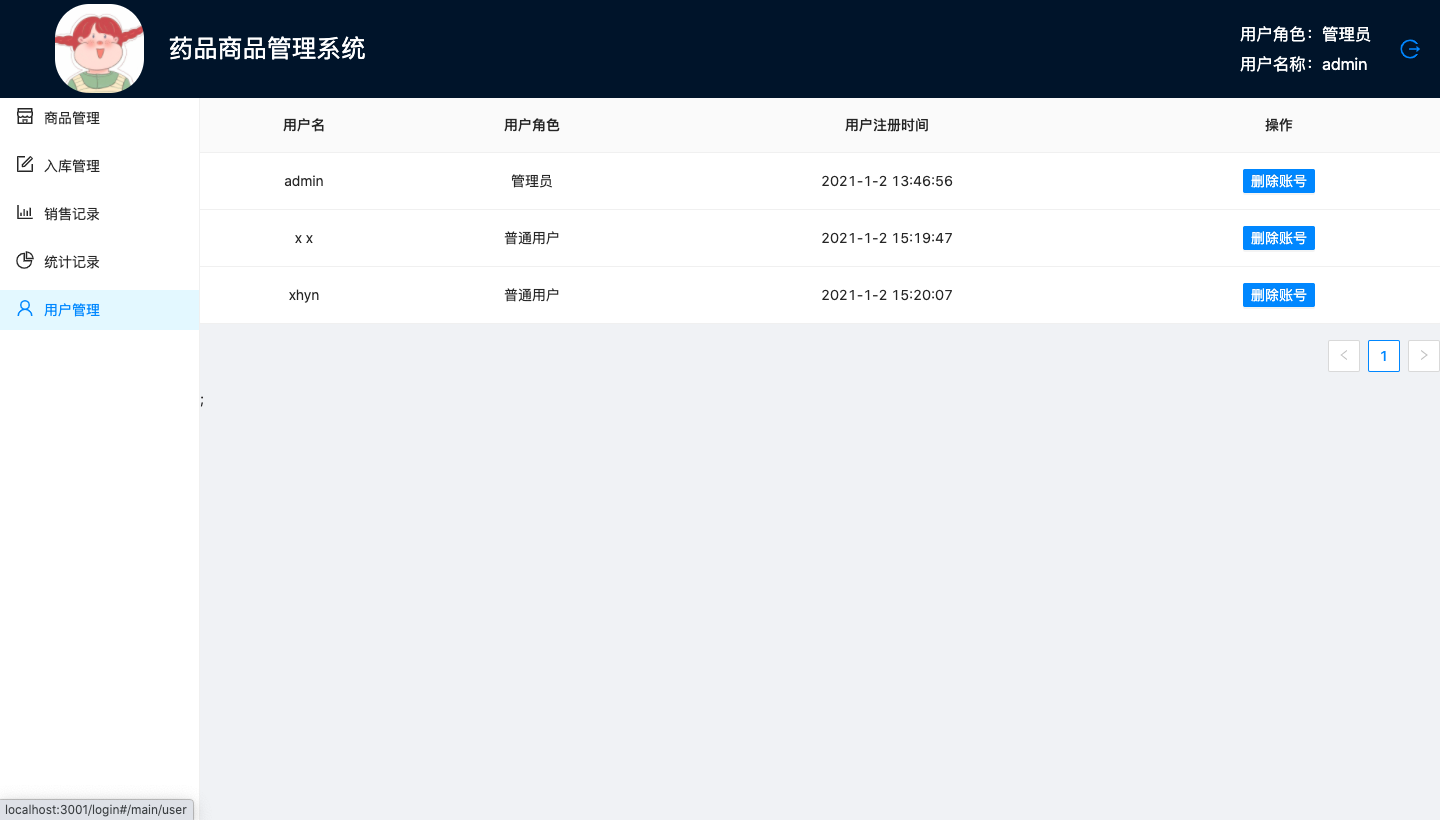 药品商品管理系统
用户角色：管理员
用户名称：admin
商品管理
入库管理
销售记录
统计记录
用户管理
用户名 用户角色 用户注册时间 操作
admin 管理员 2021-1-2 13:46:56 删除账号
x x 普通用户 2021-1-2 15:19:47 删除账号
xhyn 普通用户 2021-1-2 15:20:07 删除账号
1
;
localhost:3001/login#/main/user